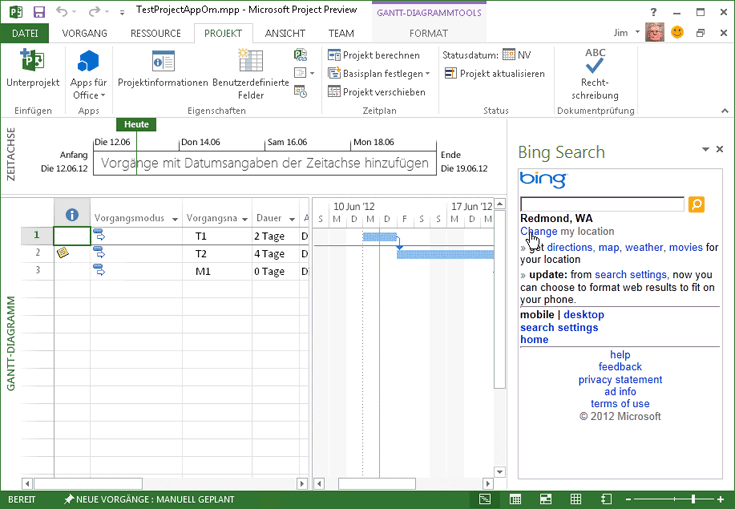 TestProjectAppOm.mpp - Microsoft Project Preview
GANTT-DIAGRAMMTOOLS
DATEI VORGANG RESSOURCE PROJEKT ANSICHT TEAM FORMAT Jim
Unterprojekt
Apps für Office
Projektinformationen
Benutzerdefinierte Felder
Projekt berechnen
Basisplan festlegen
Projekt verschieben
Statusdatum: NV
Projekt aktualisieren
ABC
Recht-
schreibung
Einfügen Apps Eigenschaften Zeitplan Status Dokumentprüfung
ZEITACHSE
Heute
Die 12.06 Don 14.06 Sam 16.06 Mon 18.06
Anfang
Die 12.06.12
Vorgänge mit Datumsangaben der Zeitachse hinzufügen
Ende
Die 19.06.12
GANTT-DIAGRAMM
Vorgangsmodus Vorgangsna Dauer A
10 Jun '12 17 Jun '12
S M D M D F S S M D M
1 T1 2 Tage D
2 T2 4 Tage D
3 M1 0 Tage D
Bing Search
bing
Redmond, WA
Change my location
» get directions, map, weather, movies for
your location
» update: from search settings, now you
can choose to format web results to fit on
your phone.
mobile | desktop
search settings
home
help
feedback
privacy statement
ad info
terms of use
© 2012 Microsoft
BEREIT NEUE VORGÄNGE : MANUELL GEPLANT